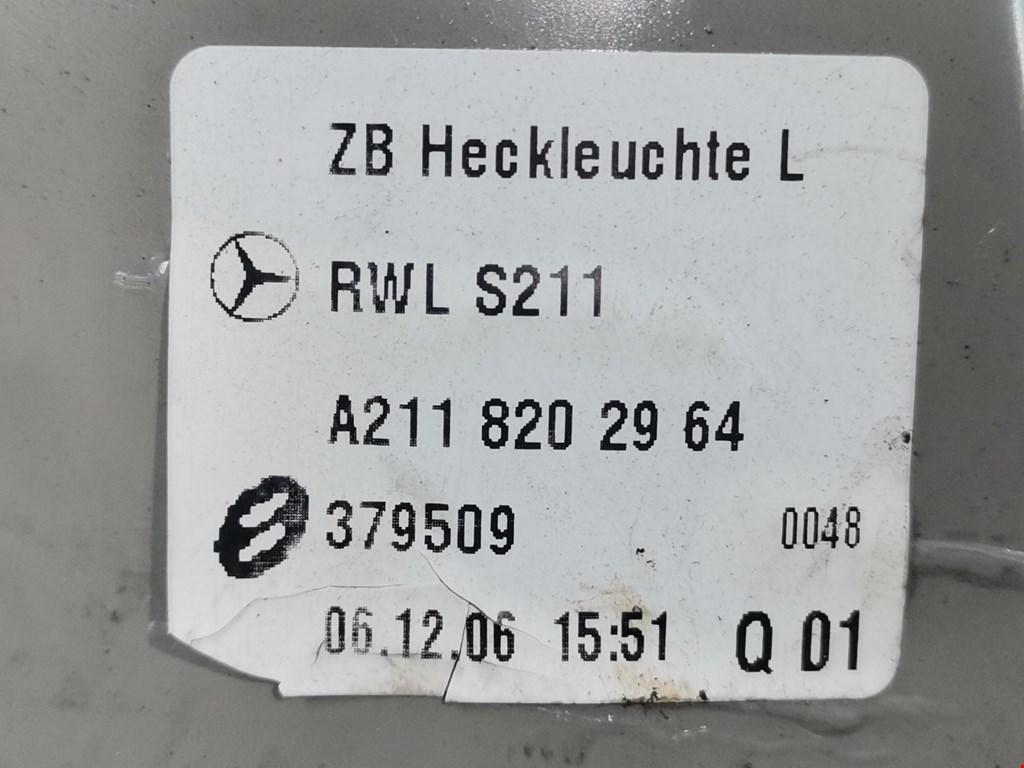 ZB Heckleuchte L
RWL S211
A211 820 29 64
379509 0048
06.12.06 15:51 Q 01